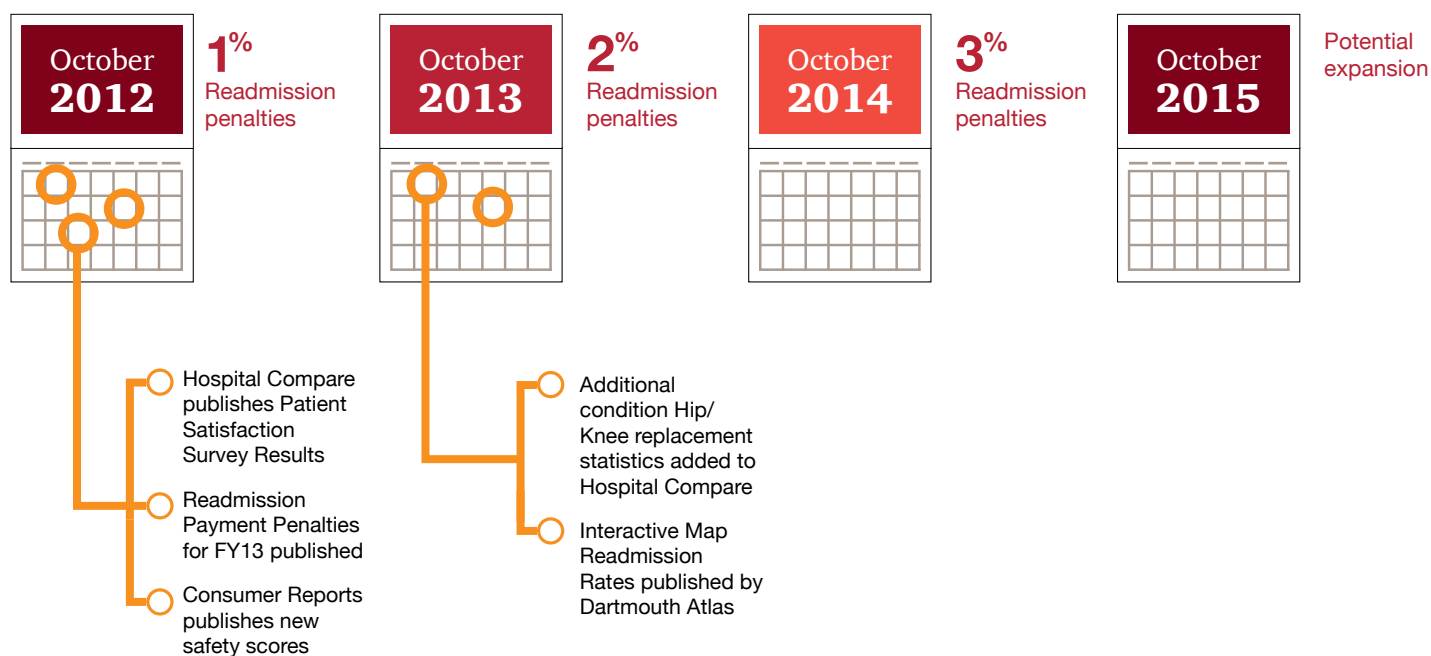 October
2012
1%
Readmission
penalties
October
2013
2%
Readmission
penalties
October
2014
3%
Readmission
penalties
October
2015
Potential
expansion
Hospital Compare
publishes Patient
Satisfaction
Survey Results
Readmission
Payment Penalties
for FY13 published
Consumer Reports
publishes new
safety scores
Additional
condition Hip/
Knee replacement
statistics added to
Hospital Compare
Interactive Map
Readmission
Rates published by
Dartmouth Atlas